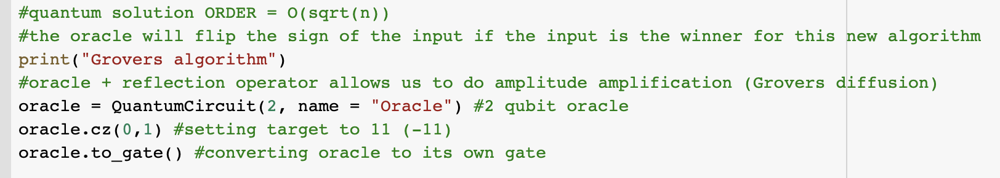 #quantum solution ORDER = O(sqrt(n))
#the oracle will flip the sign of the input if the input is the winner for this new algorithm
print("Grovers algorithm")
#oracle + reflection operator allows us to do amplitude amplification (Grovers diffusion)
oracle = QuantumCircuit(2, name = "Oracle") #2 qubit oracle
oracle.cz(0,1) #setting target to 11 (-11)
oracle.to_gate() #converting oracle to its own gate